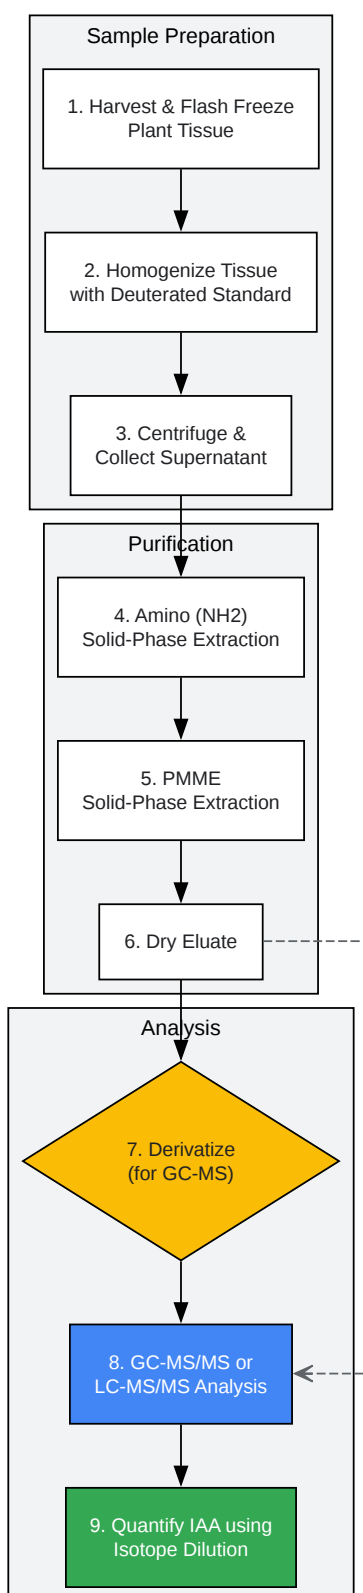 Sample Preparation
1. Harvest & Flash Freeze
Plant Tissue
2. Homogenize Tissue
with Deuterated Standard
3. Centrifuge &
Collect Supernatant
Purification
4. Amino (NH2)
Solid-Phase Extraction
5. PMME
Solid-Phase Extraction
6. Dry Eluate
Analysis
7. Derivatize
(for GC-MS)
8. GC-MS/MS or
LC-MS/MS Analysis
9. Quantify IAA using
Isotope Dilution